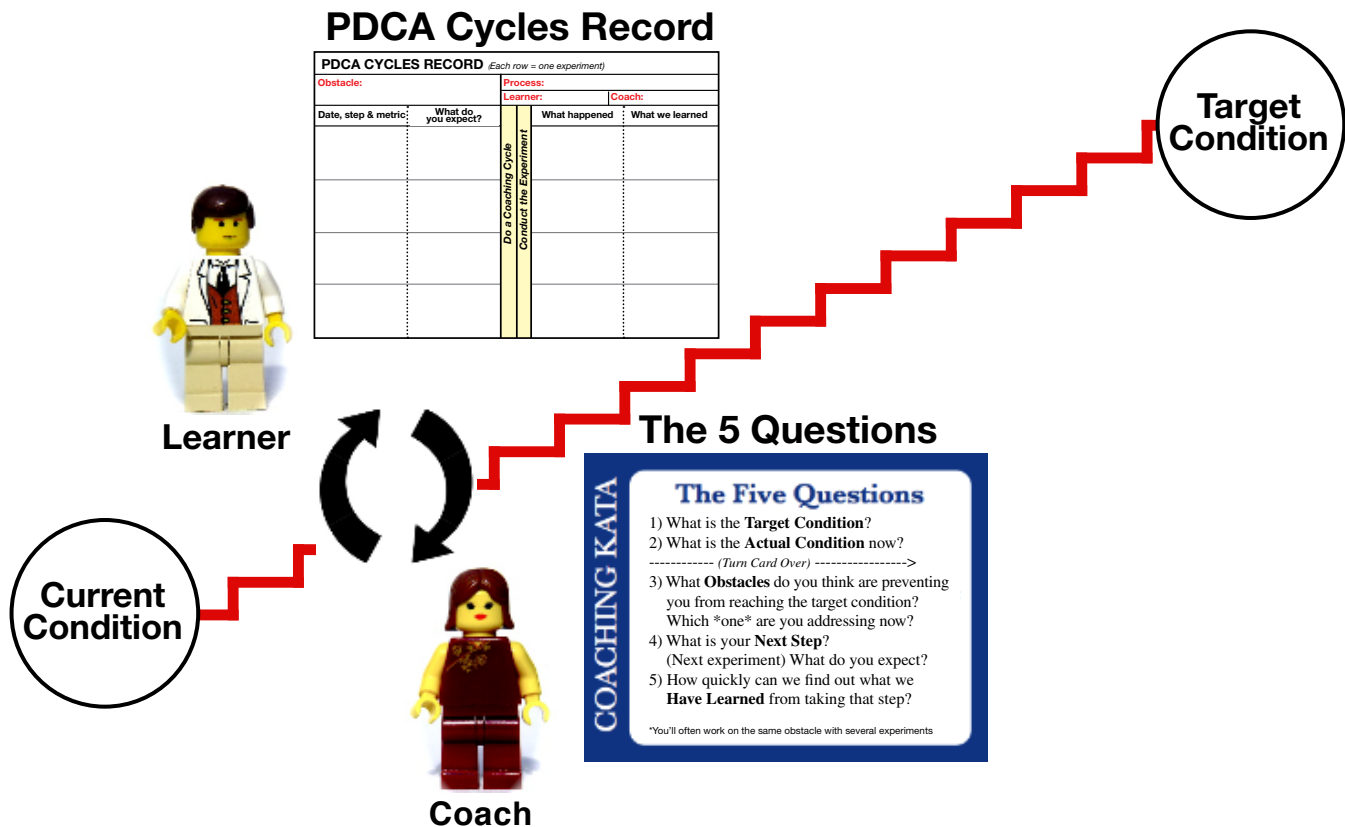 PDCA Cycles Record
PDCA CYCLES RECORD (Each row = one experiment)
Obstacle:
Process:
Learner:
Coach:
Date, step & metric
What do
you expect?
Do a Coaching Cycle
Conduct the Experiment
What happened
What we learned
Target
Condition
Learner
The 5 Questions
COACHING KATA
The Five Questions
1) What is the Target Condition?
2) What is the Actual Condition now?
------------ (Turn Card Over) ----------------->
3) What Obstacles do you think are preventing
you from reaching the target condition?
Which *one* are you addressing now?
4) What is your Next Step?
(Next experiment) What do you expect?
5) How quickly can we find out what we
Have Learned from taking that step?
*You'll often work on the same obstacle with several experiments
Current
Condition
Coach